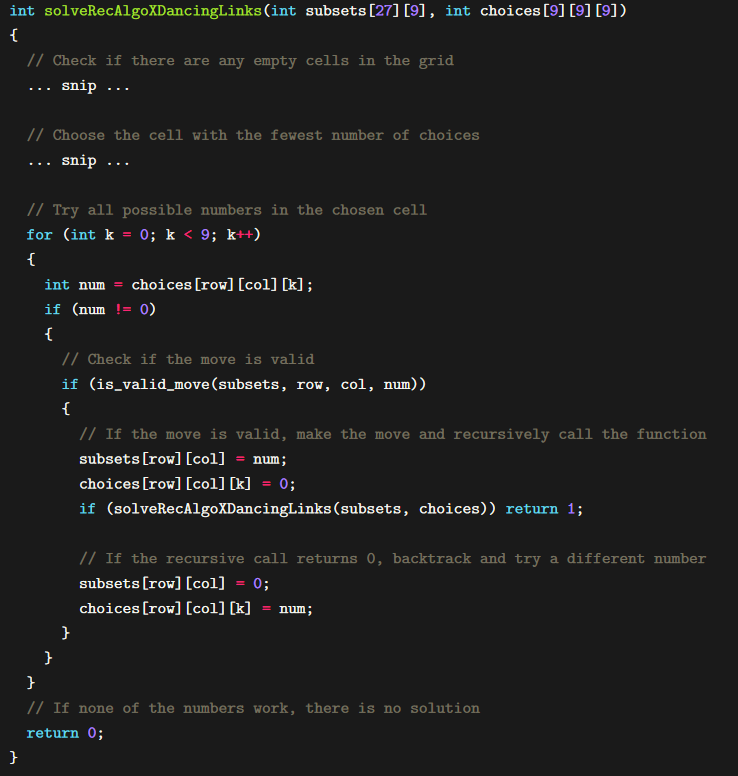 int solveRecAlgoXDancingLinks(int subsets[27][9], int choices[9][9][9])
{
  // Check if there are any empty cells in the grid
  ... snip ...

  // Choose the cell with the fewest number of choices
  ... snip ...

  // Try all possible numbers in the chosen cell
  for (int k = 0; k < 9; k++)
  {
    int num = choices[row][col][k];
    if (num != 0)
    {
      // Check if the move is valid
      if (is_valid_move(subsets, row, col, num))
      {
        // If the move is valid, make the move and recursively call the function
        subsets[row][col] = num;
        choices[row][col][k] = 0;
        if (solveRecAlgoXDancingLinks(subsets, choices)) return 1;

        // If the recursive call returns 0, backtrack and try a different number
        subsets[row][col] = 0;
        choices[row][col][k] = num;
      }
    }
  }
  // If none of the numbers work, there is no solution
  return 0;
}